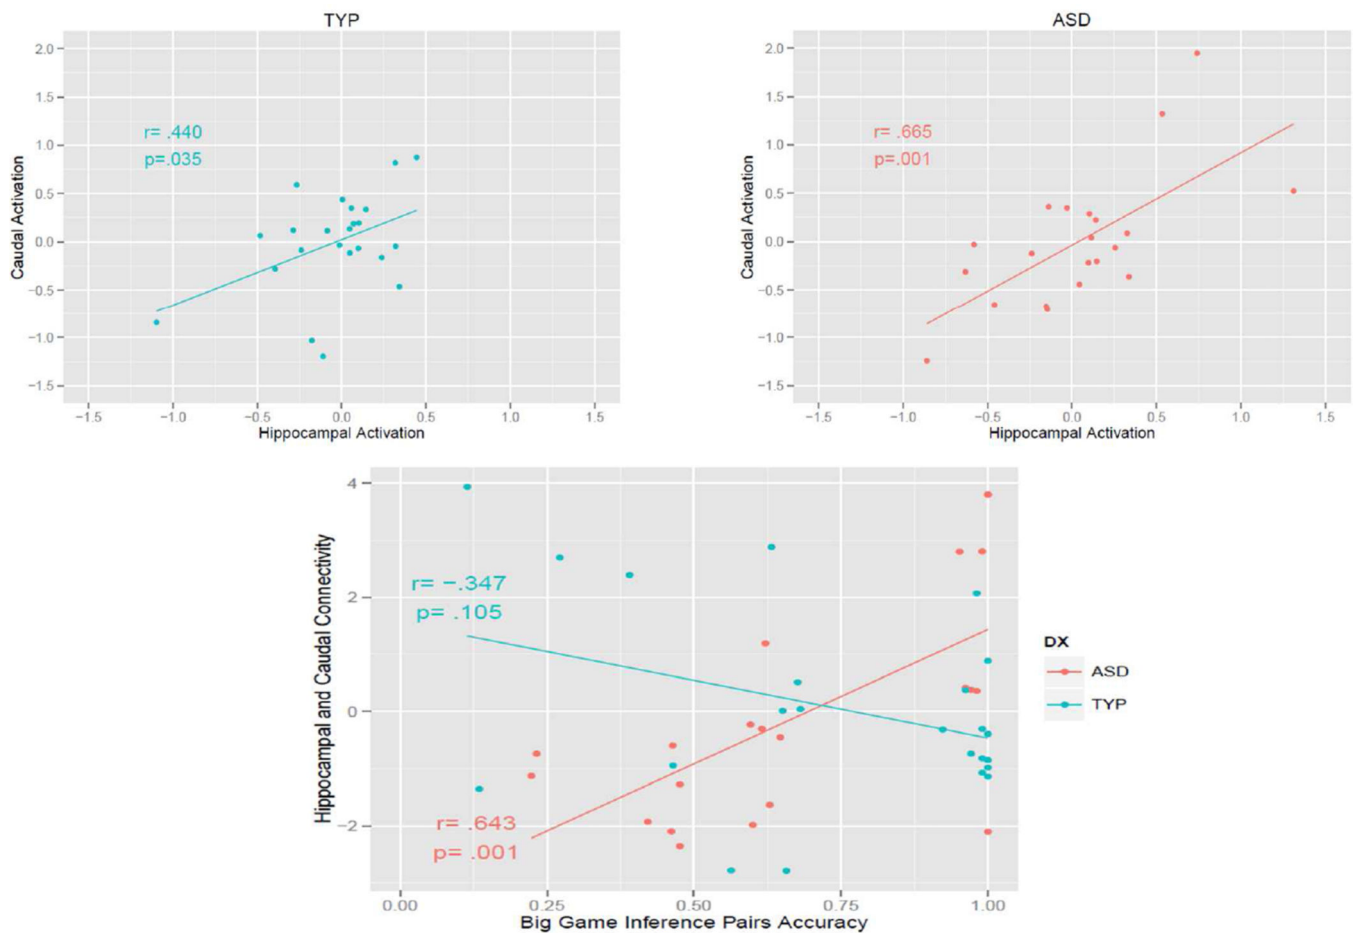 TYP
2.0
1.5
1.0
0.5
0.0
−0.5
−1.0
−1.5
Caudal Activation
r= .440
p=.035
−1.5 −1.0 −0.5 0.0 0.5 1.0 1.5
Hippocampal Activation
ASD
2.0
1.5
1.0
0.5
0.0
−0.5
−1.0
−1.5
Caudal Activation
r= .665
p=.001
−1.5 −1.0 −0.5 0.0 0.5 1.0 1.5
Hippocampal Activation
4
2
0
−2
Hippocampal and Caudal Connectivity
r= −.347
p= .105
r= .643
p= .001
0.00 0.25 0.50 0.75 1.00
Big Game Inference Pairs Accuracy
DX
ASD
TYP